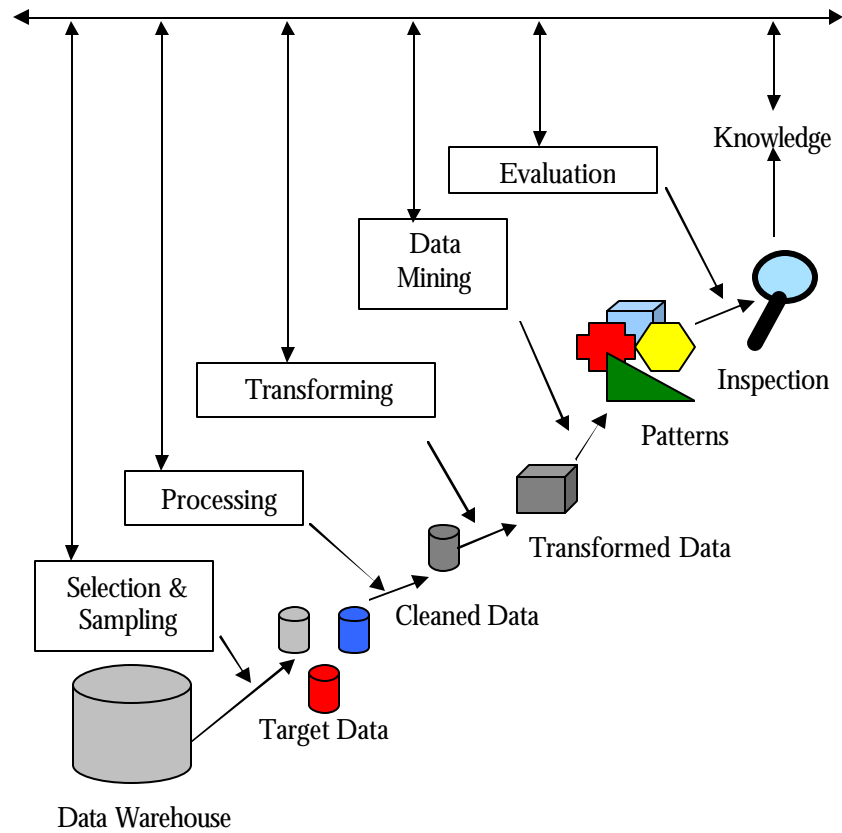 Knowledge
Evaluation
Data
Mining
Inspection
Transforming
Patterns
Processing
Transformed Data
Selection &
Sampling
Cleaned Data
Target Data
Data Warehouse